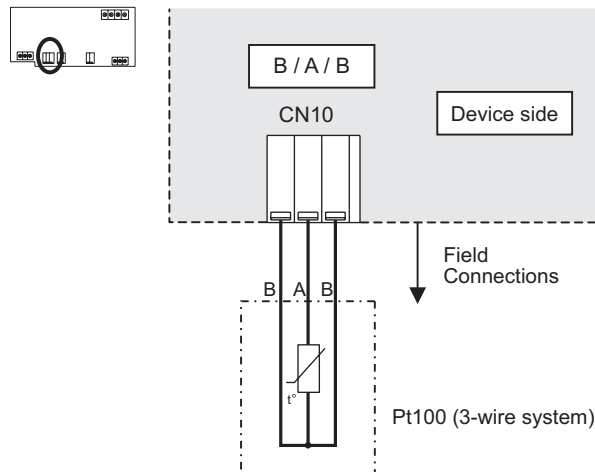 B / A / B
CN10
Device side
Field
Connections
B A B
t°
Pt100 (3-wire system)